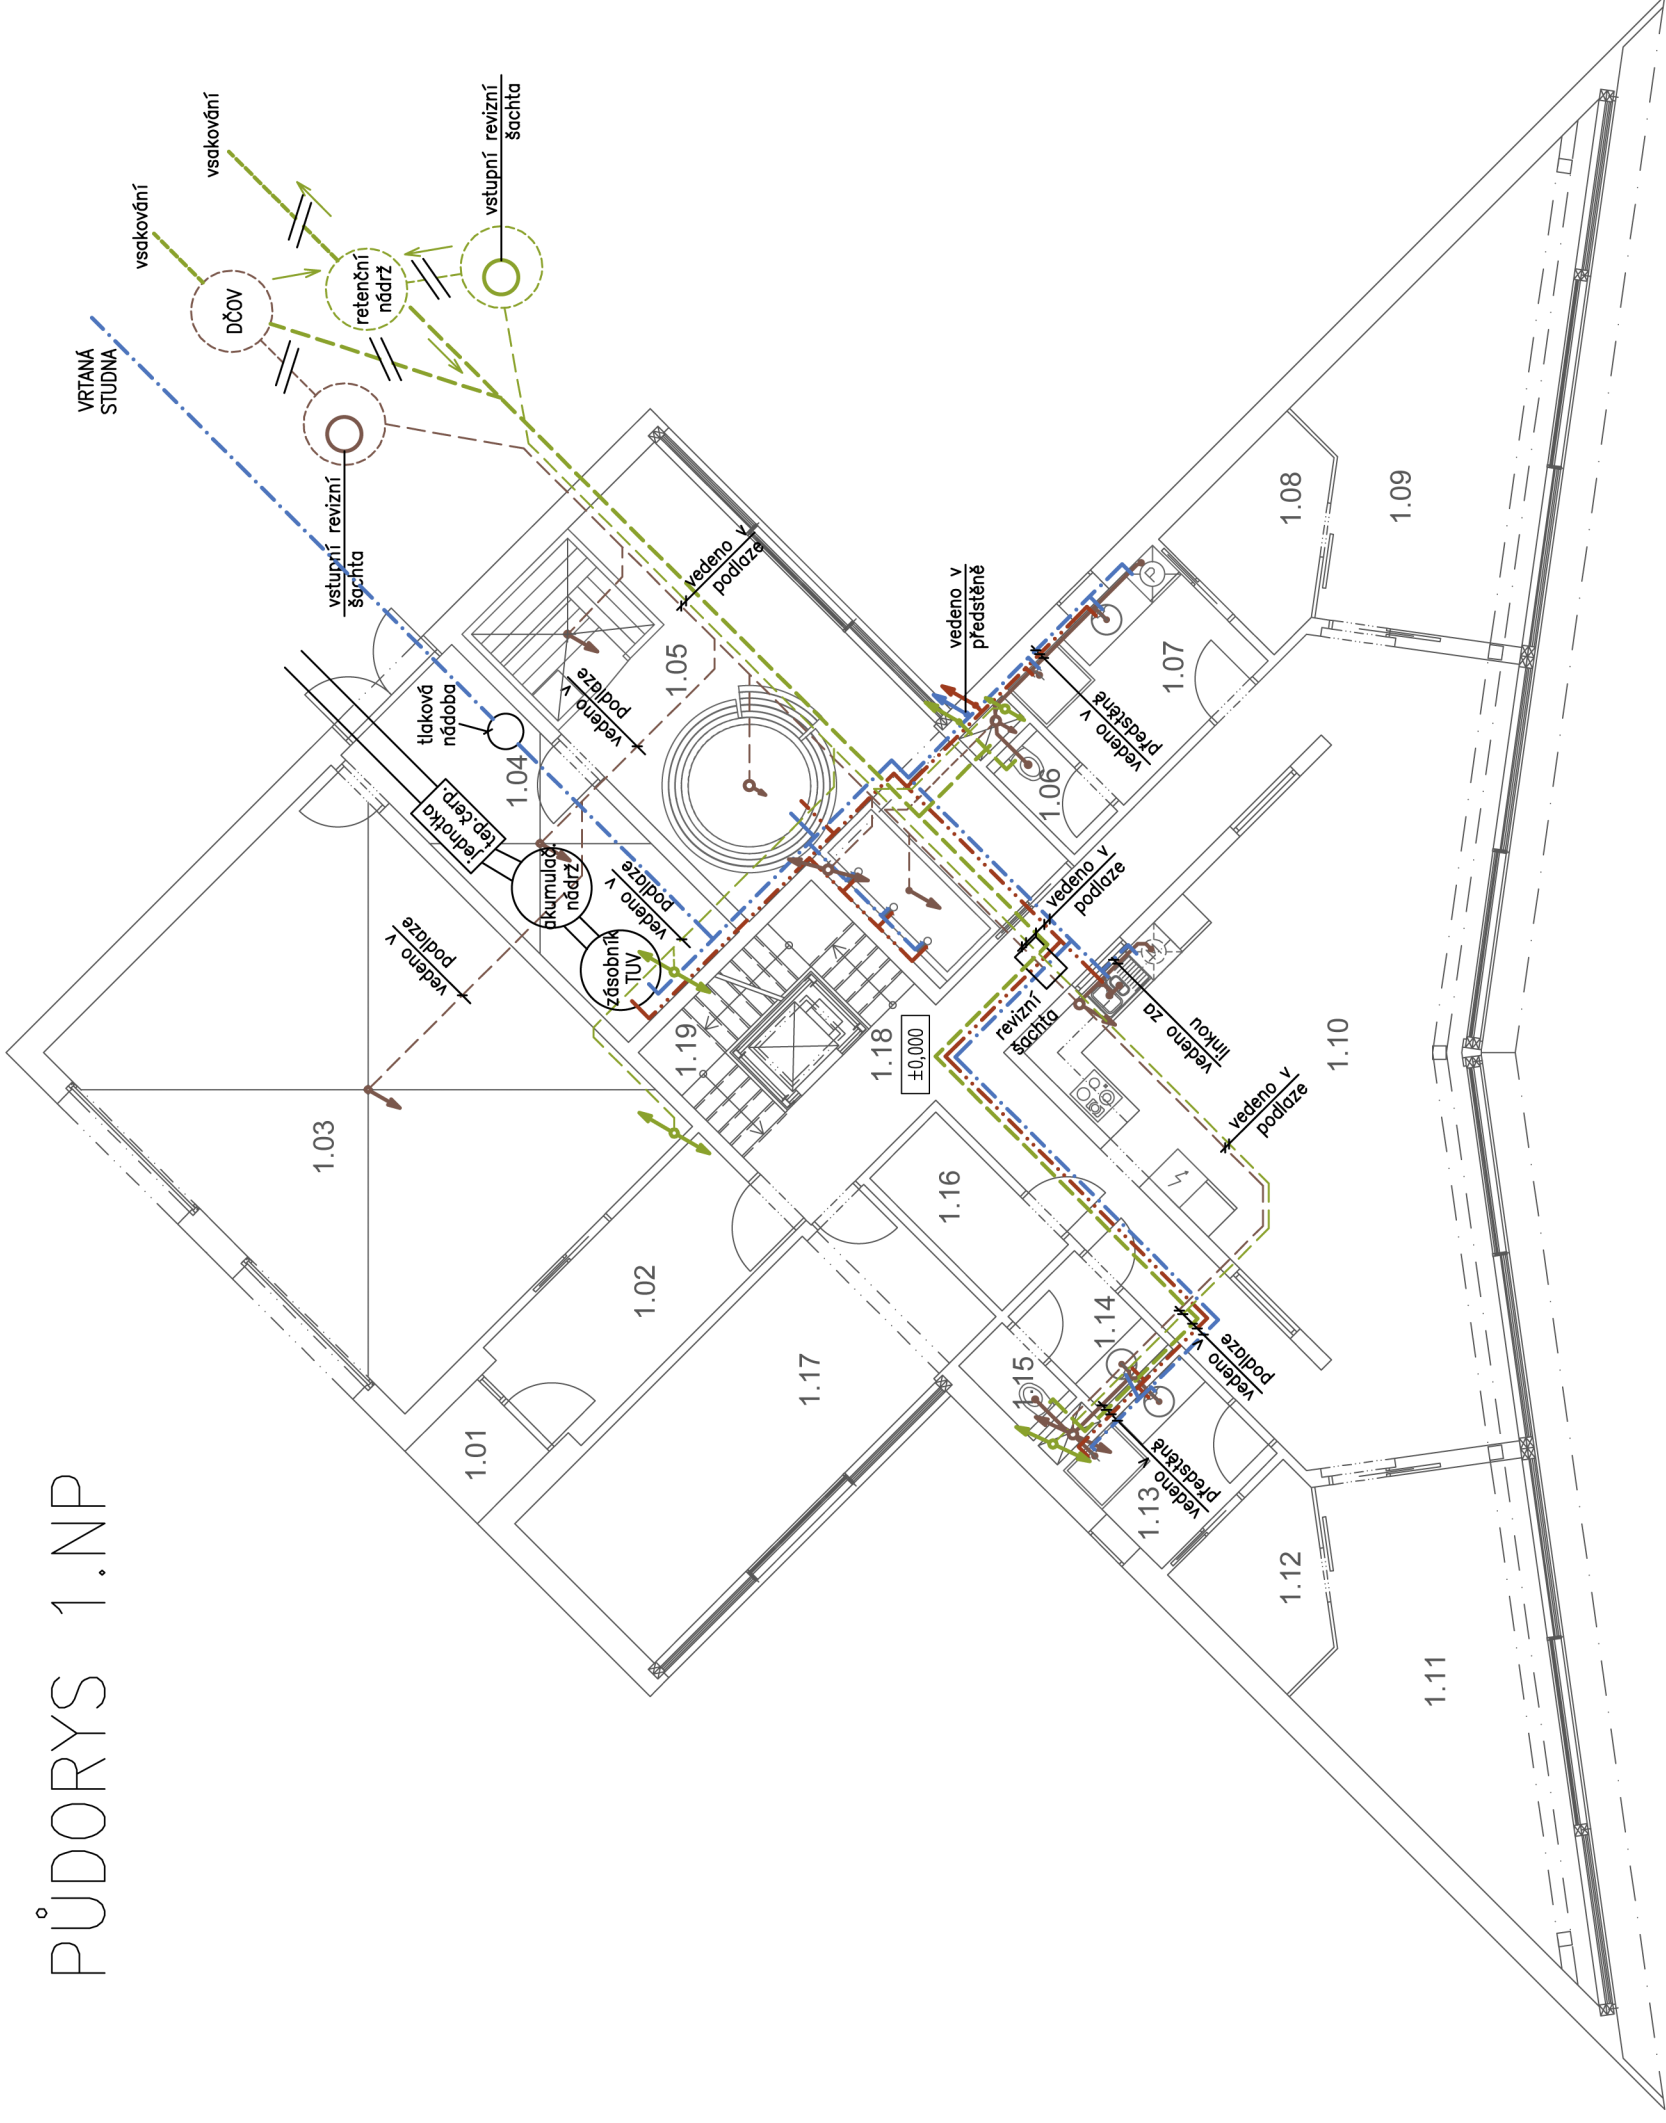 PŮDORYS 1.NP
vsakování
vsakování
DČOV
retenční
nádrž
vstupní revizní
šachta
VRTANÁ
STUDNA
vstupní revizní
šachta
tlaková
nádoba
jednotka
tep.čerp.
akumulač.
nádrž
zásobník
TUV
vedeno v
podlaze
vedeno v
podlaze
vedeno v
podlaze
vedeno v
podlaze
vedeno v
předstěně
vedeno v
předstěně
vedeno v
podlaze
revizní
šachta
vedeno za
linkou
vedeno v
podlaze
vedeno v
podlaze
vedeno v
předstěně
±0,000
P
1.01
1.02
1.03
1.04
1.05
1.06
1.07
1.08
1.09
1.10
1.11
1.12
1.13
1.14
1.15
1.16
1.17
1.18
1.19